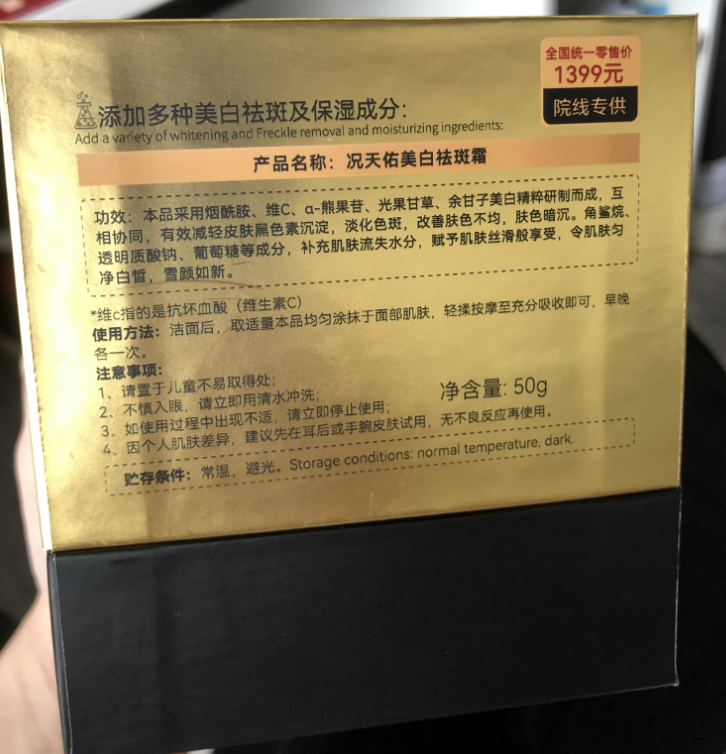 全国统一零售价
1399元
院线专供
添加多种美白祛斑及保湿成分:
Add a variety of whitening and Freckle removal and moisturizing ingredients:
产品名称：况天佑美白祛斑霜
功效：本品采用烟酰胺、维C、α-熊果苷、光果甘草、余甘子美白精粹研制而成，互
相协同，有效减轻皮肤黑色素沉淀，淡化色斑，改善肤色不均，肤色暗沉。角鲨烷、
透明质酸钠、葡萄糖等成分，补充肌肤流失水分，赋予肌肤丝滑般享受，令肌肤匀
净白皙，雪颜如新。
*维c指的是抗坏血酸（维生素C）
使用方法：洁面后，取适量本品均匀涂抹于面部肌肤，轻揉按摩至充分吸收即可，早晚
各一次。
注意事项：
1、请置于儿童不易取得处；
2、不慎入眼，请立即用清水冲洗；
3、如使用过程中出现不适，请立即停止使用；
4、因个人肌肤差异，建议先在耳后或手腕皮肤试用，无不良反应再使用。
净含量: 50g
贮存条件：常温，避光。Storage conditions: normal temperature, dark.